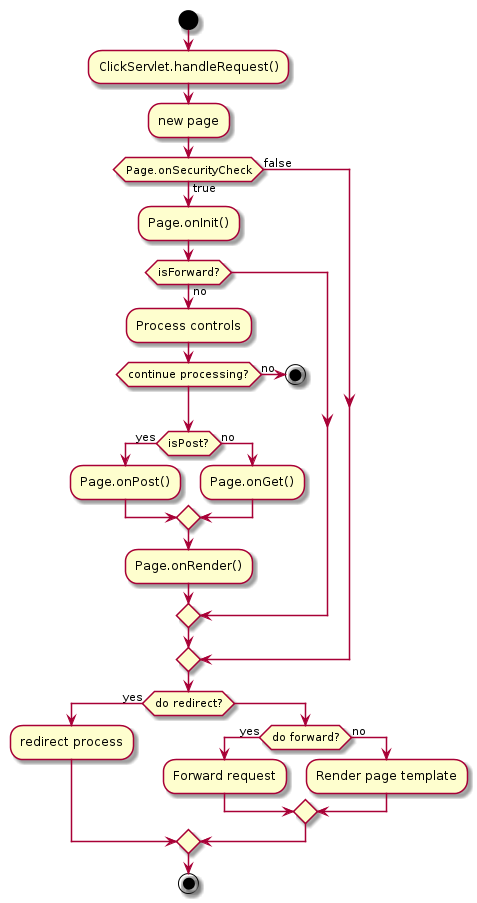 ClickServlet.handleRequest()
new page
Page.onSecurityCheck
false
true
Page.onInit()
isForward?
no
Process controls
continue processing?
no
yes
isPost?
no
Page.onPost()
Page.onGet()
Page.onRender()
yes
do redirect?
redirect process
yes
do forward?
no
Forward request
Render page template